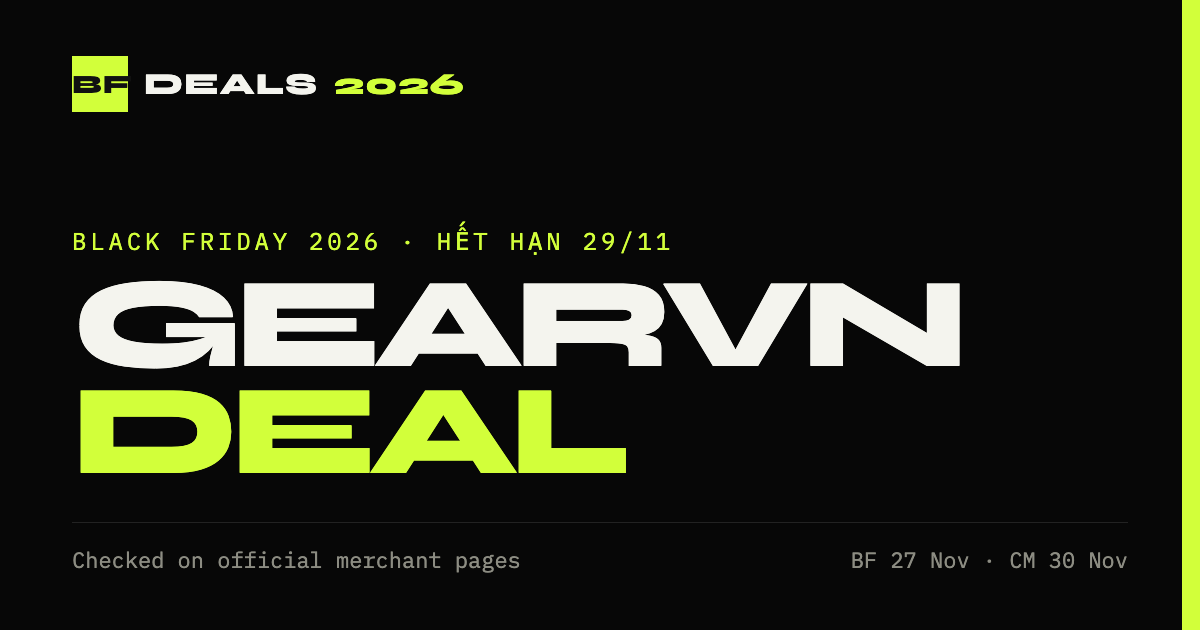 BF DEALS 2026
BLACK FRIDAY 2026 · HẾT HẠN 29/11
GEARVN
DEAL
Checked on official merchant pages
BF 27 Nov · CM 30 Nov